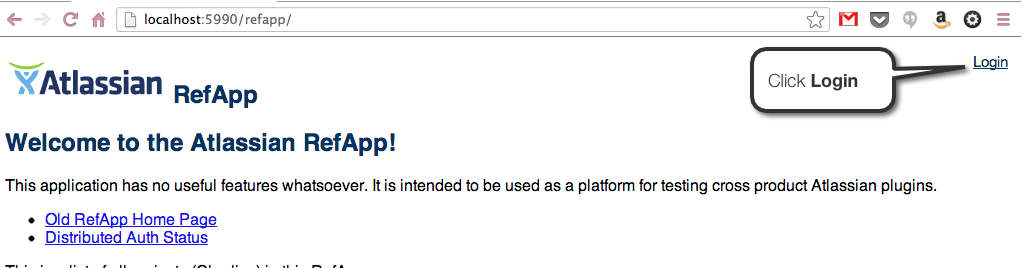 localhost:5990/refapp/
Login
Click Login
Atlassian RefApp
Welcome to the Atlassian RefApp!
This application has no useful features whatsoever. It is intended to be used as a platform for testing cross product Atlassian plugins.
Old RefApp Home Page
Distributed Auth Status